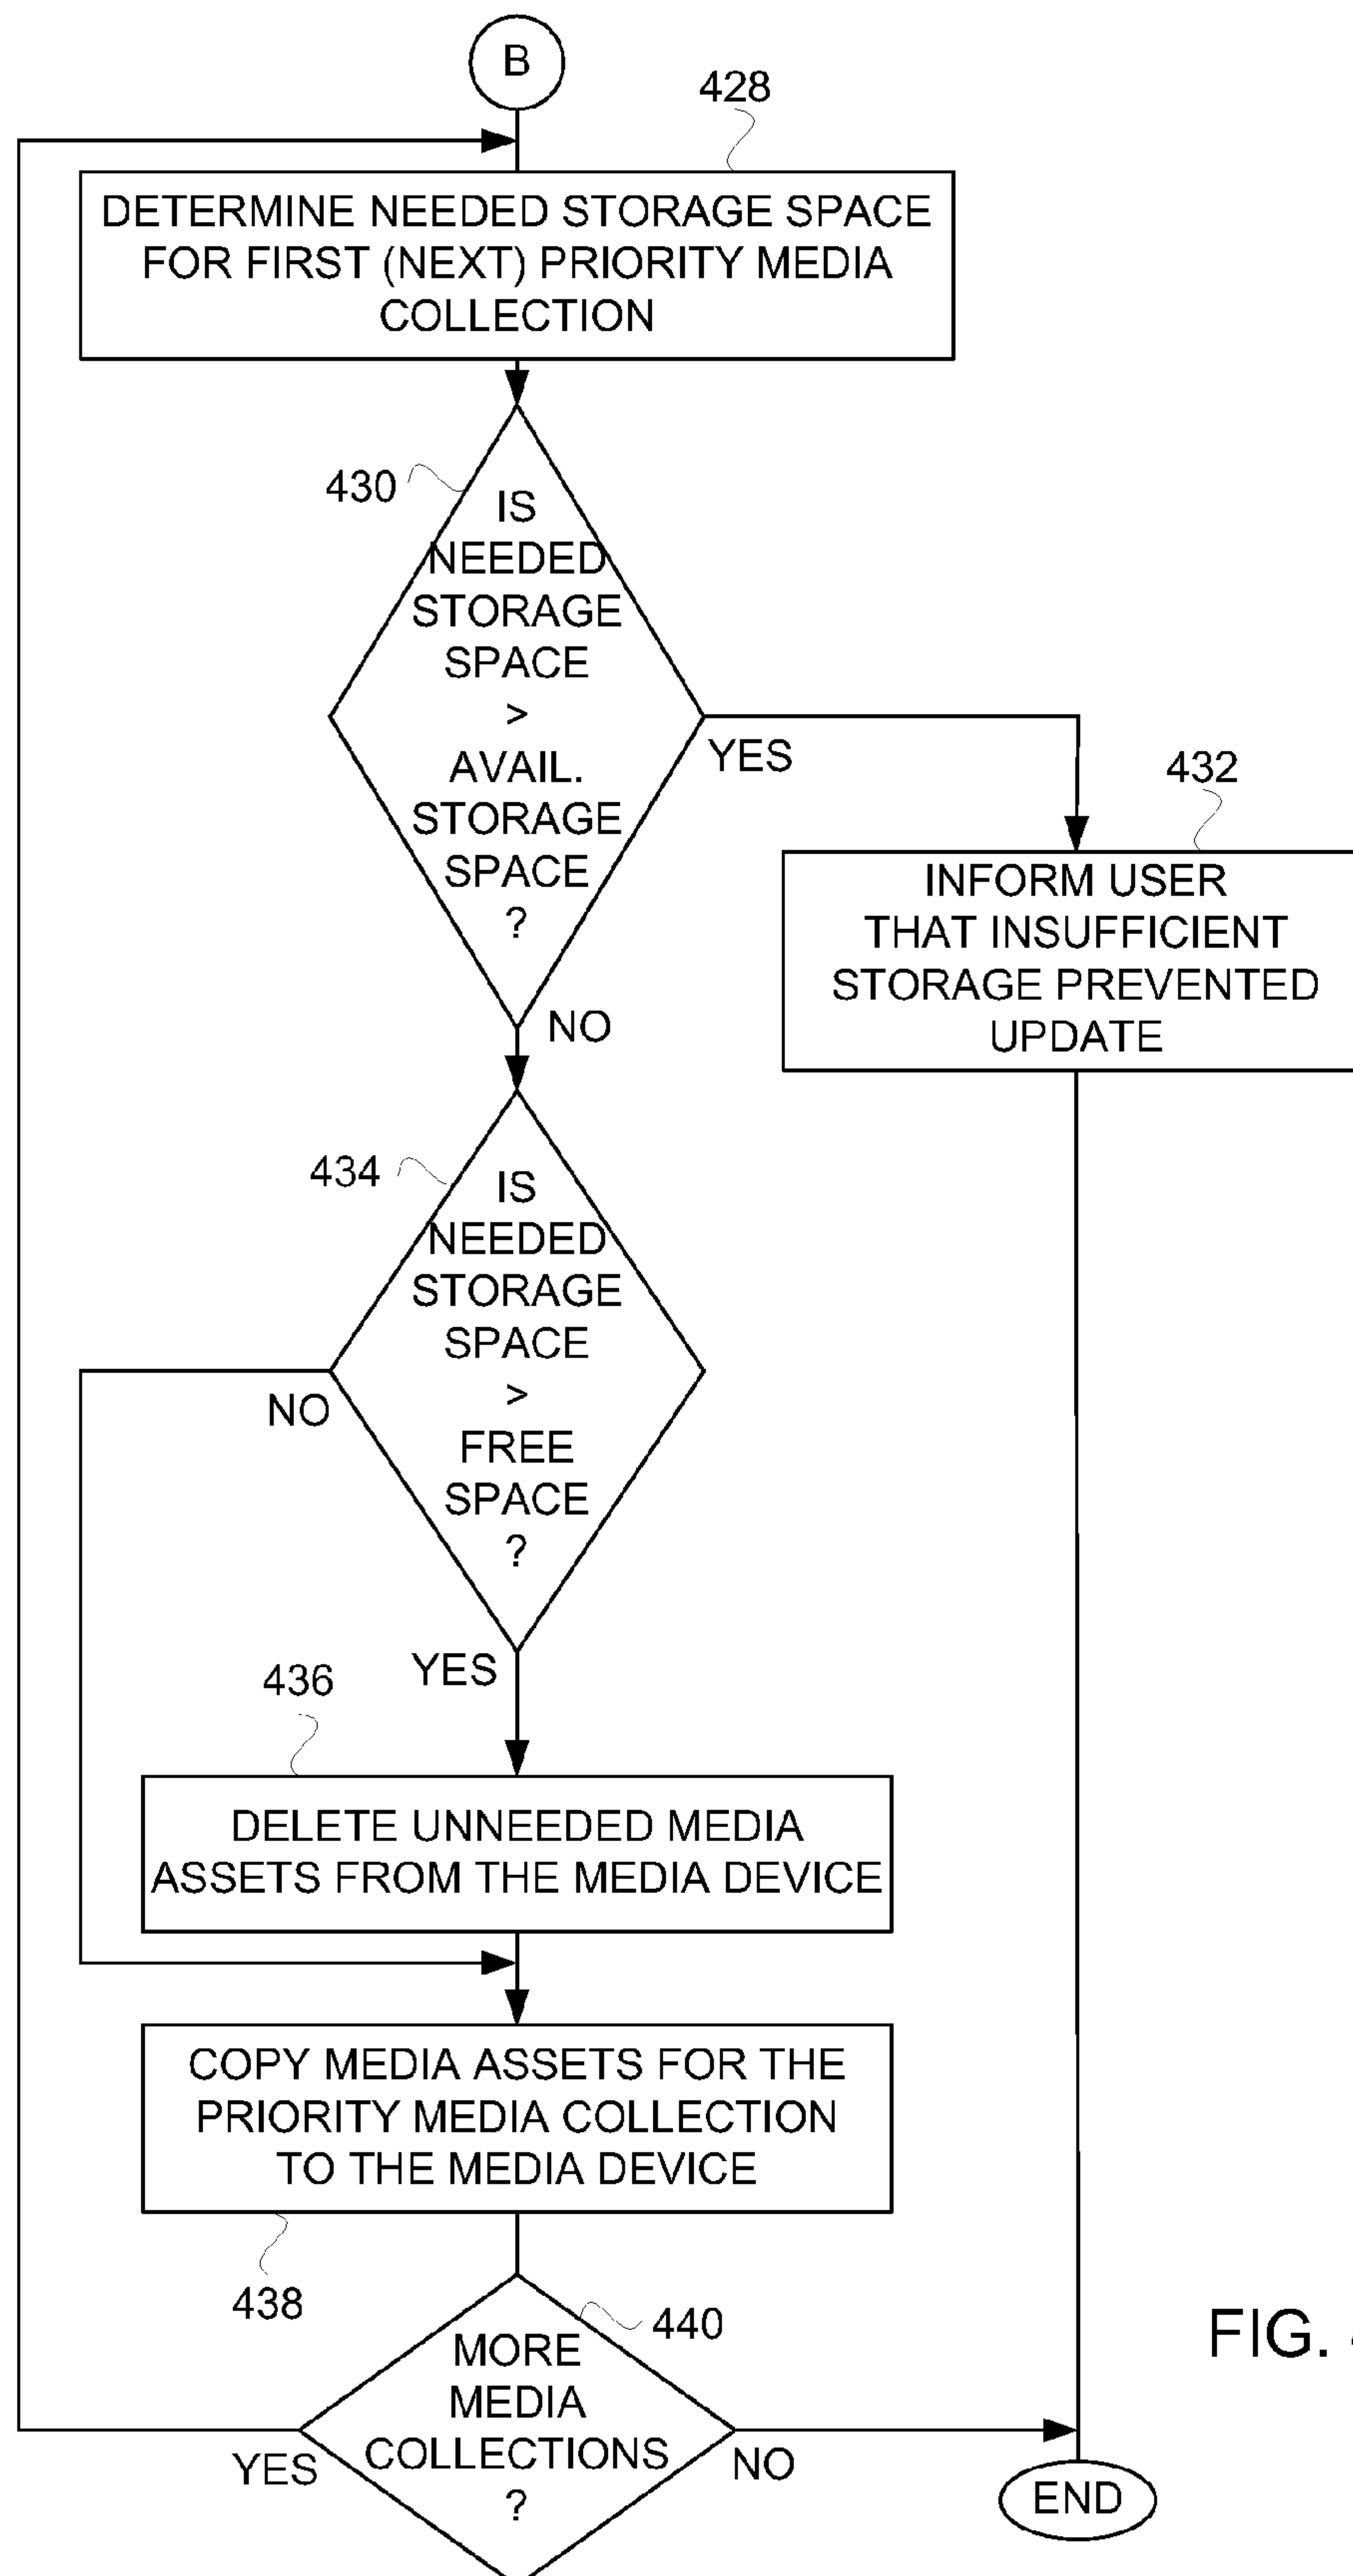 B
428
DETERMINE NEEDED STORAGE SPACE
FOR FIRST (NEXT) PRIORITY MEDIA
COLLECTION
430
IS
NEEDED
STORAGE
SPACE
>
AVAIL.
STORAGE
SPACE
?
YES
NO
432
INFORM USER
THAT INSUFFICIENT
STORAGE PREVENTED
UPDATE
434
IS
NEEDED
STORAGE
SPACE
>
FREE
SPACE
?
NO
YES
436
DELETE UNNEEDED MEDIA
ASSETS FROM THE MEDIA DEVICE
COPY MEDIA ASSETS FOR THE
PRIORITY MEDIA COLLECTION
TO THE MEDIA DEVICE
438
440
MORE
MEDIA
COLLECTIONS
?
YES
NO
END
FIG.